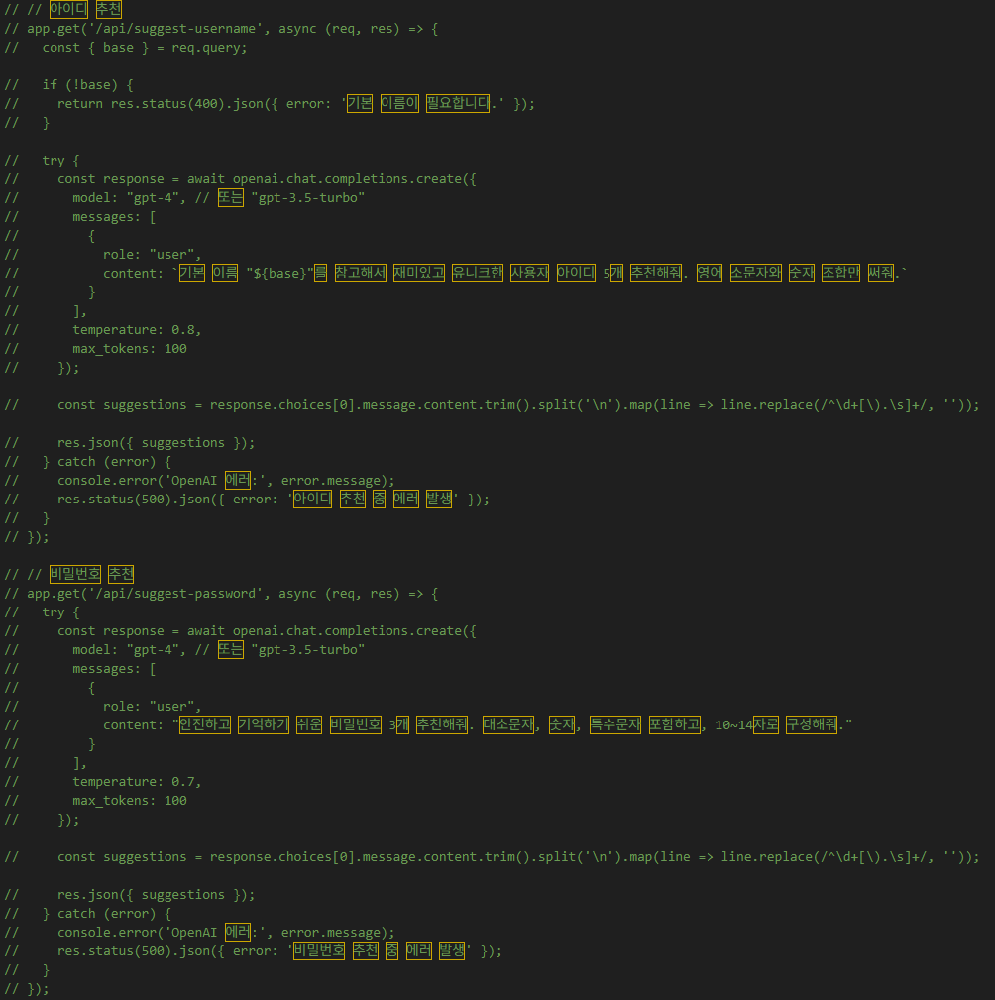 // // 아이디 추천
// app.get('/api/suggest-username', async (req, res) => {
//   const { base } = req.query;
//   if (!base) {
//     return res.status(400).json({ error: '기본 이름이 필요합니다.' });
//   }
//   try {
//     const response = await openai.chat.completions.create({
//       model: "gpt-4", // 또는 "gpt-3.5-turbo"
//       messages: [
//         {
//           role: "user",
//           content: `기본 이름 "${base}"를 참고해서 재미있고 유니크한 사용자 아이디 5개 추천해줘. 영어 소문자와 숫자 조합만 써줘.`
//         }
//       ],
//       temperature: 0.8,
//       max_tokens: 100
//     });
//     const suggestions = response.choices[0].message.content.trim().split('\n').map(line => line.replace(/^\d+[\).\s]+/, ''));
//     res.json({ suggestions });
//   } catch (error) {
//     console.error('OpenAI 에러:', error.message);
//     res.status(500).json({ error: '아이디 추천 중 에러 발생' });
//   }
// });
// // 비밀번호 추천
// app.get('/api/suggest-password', async (req, res) => {
//   try {
//     const response = await openai.chat.completions.create({
//       model: "gpt-4", // 또는 "gpt-3.5-turbo"
//       messages: [
//         {
//           role: "user",
//           content: "안전하고 기억하기 쉬운 비밀번호 3개 추천해줘. 대소문자, 숫자, 특수문자 포함하고, 10~14자로 구성해줘."
//         }
//       ],
//       temperature: 0.7,
//       max_tokens: 100
//     });
//     const suggestions = response.choices[0].message.content.trim().split('\n').map(line => line.replace(/^\d+[\).\s]+/, ''));
//     res.json({ suggestions });
//   } catch (error) {
//     console.error('OpenAI 에러:', error.message);
//     res.status(500).json({ error: '비밀번호 추천 중 에러 발생' });
//   }
// });